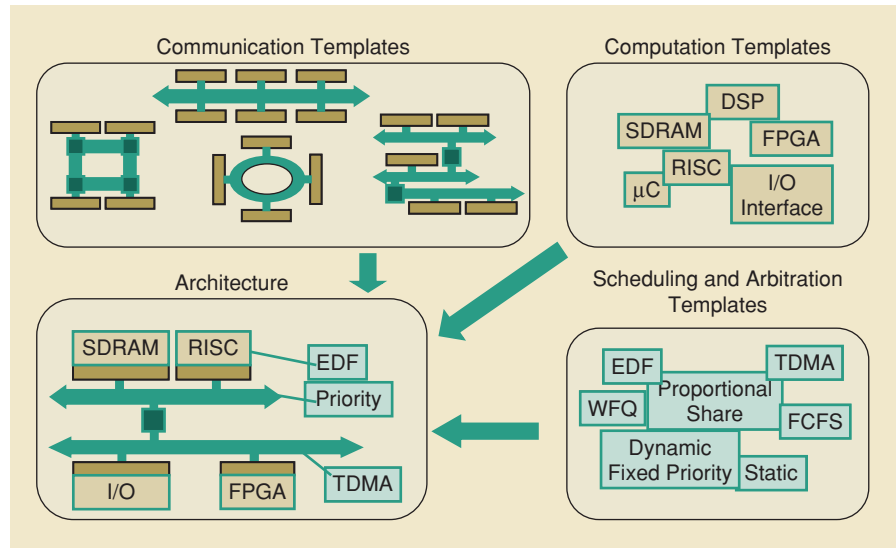 Communication Templates
Computation Templates
DSP
SDRAM
FPGA
RISC
µC
I/O
Interface
Architecture
SDRAM
RISC
EDF
Priority
I/O
FPGA
TDMA
Scheduling and Arbitration
Templates
EDF
TDMA
Proportional
Share
WFQ
FCFS
Dynamic
Fixed Priority
Static